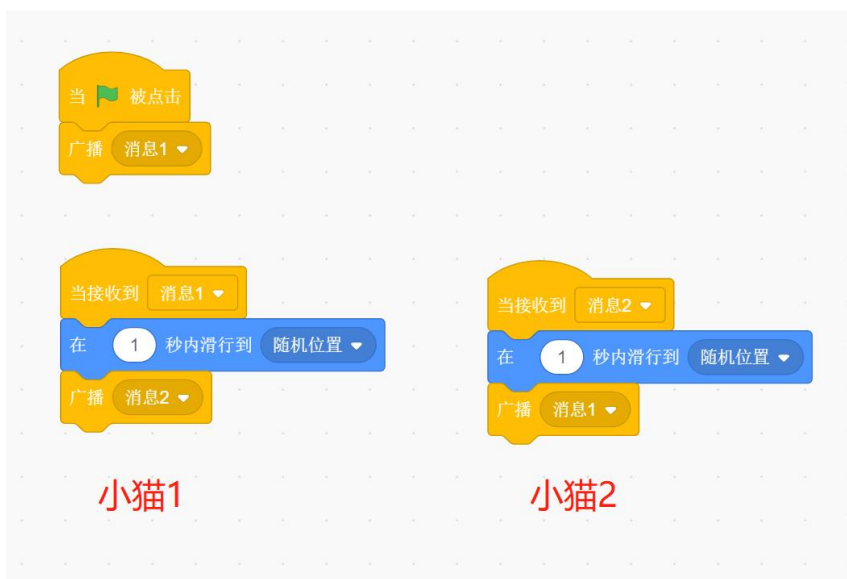 当 被点击
广播 消息1
当接收到 消息1
在 1 秒内滑行到 随机位置
广播 消息2
小猫1
当接收到 消息2
在 1 秒内滑行到 随机位置
广播 消息1
小猫2